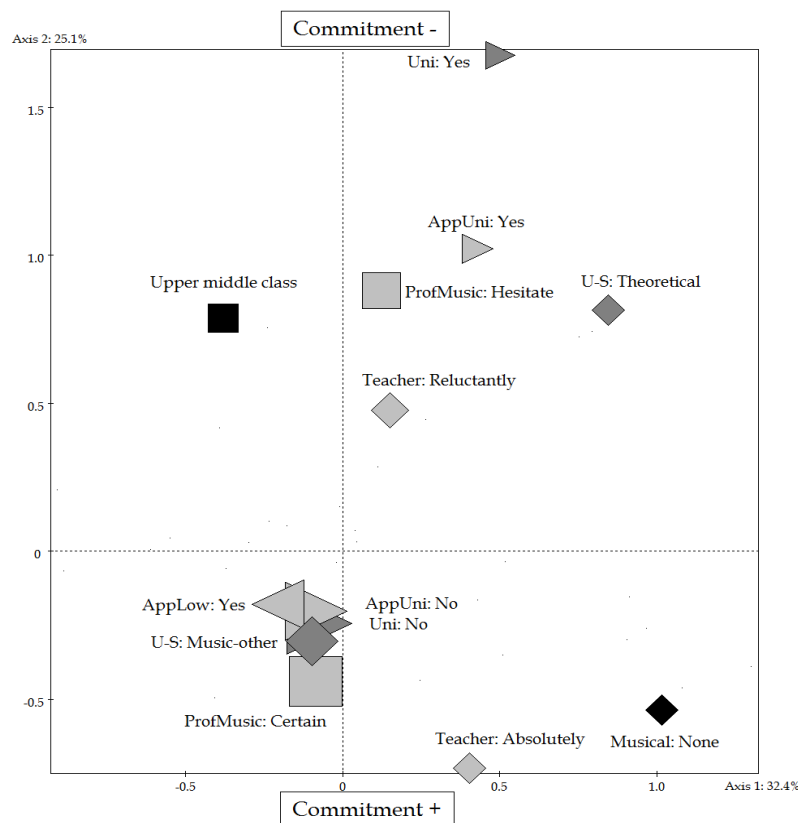 Commitment -
Axis 2: 25.1%
Uni: Yes
1.5
AppUni: Yes
1.0
Upper middle class
ProfMusic: Hesitate
U-S: Theoretical
Teacher: Reluctantly
0.5
0
AppLow: Yes
AppUni: No
Uni: No
U-S: Music-other
-0.5
ProfMusic: Certain
Teacher: Absolutely
Musical: None
-0.5
0
0.5
1.0
Axis 1: 32.4%
Commitment +